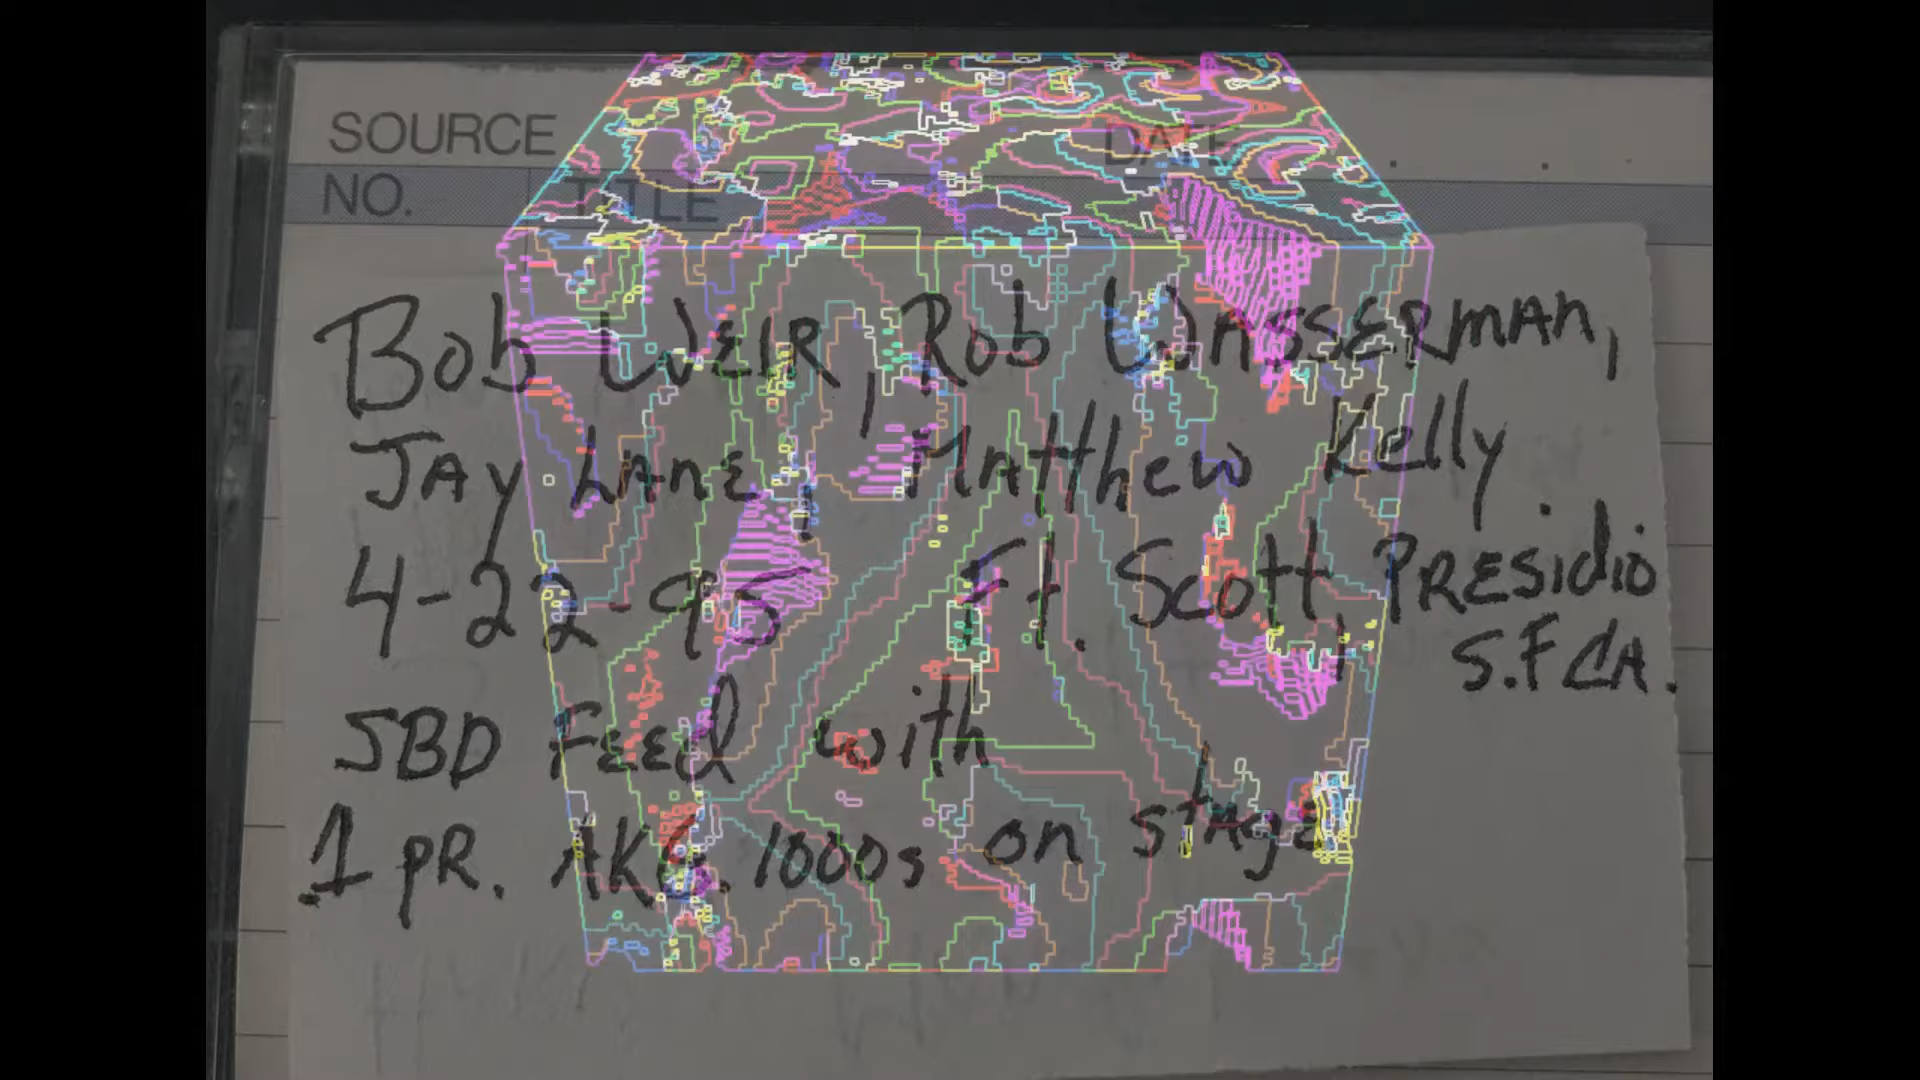 SOURCE DATE
NO. TITLE
Bob Weir, Rob Wasserman,
Jay Lane, Matthew Kelly
4-22-95 Ft. Scott, Presidio
S.F CA.
SBD Feed with
1 pR. AKG. 1000s on stage